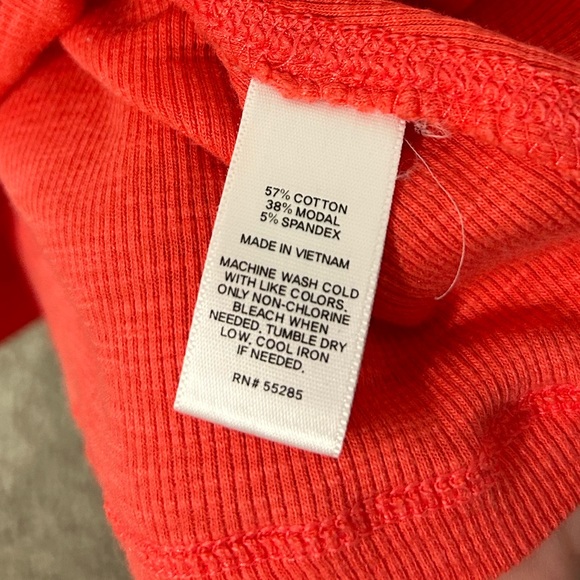 57% COTTON
38% MODAL
5% SPANDEX
MADE IN VIETNAM
MACHINE WASH COLD
WITH LIKE COLORS.
ONLY NON-CHLORINE
BLEACH WHEN
NEEDED. TUMBLE DRY
LOW. COOL IRON
IF NEEDED.
RN# 55285